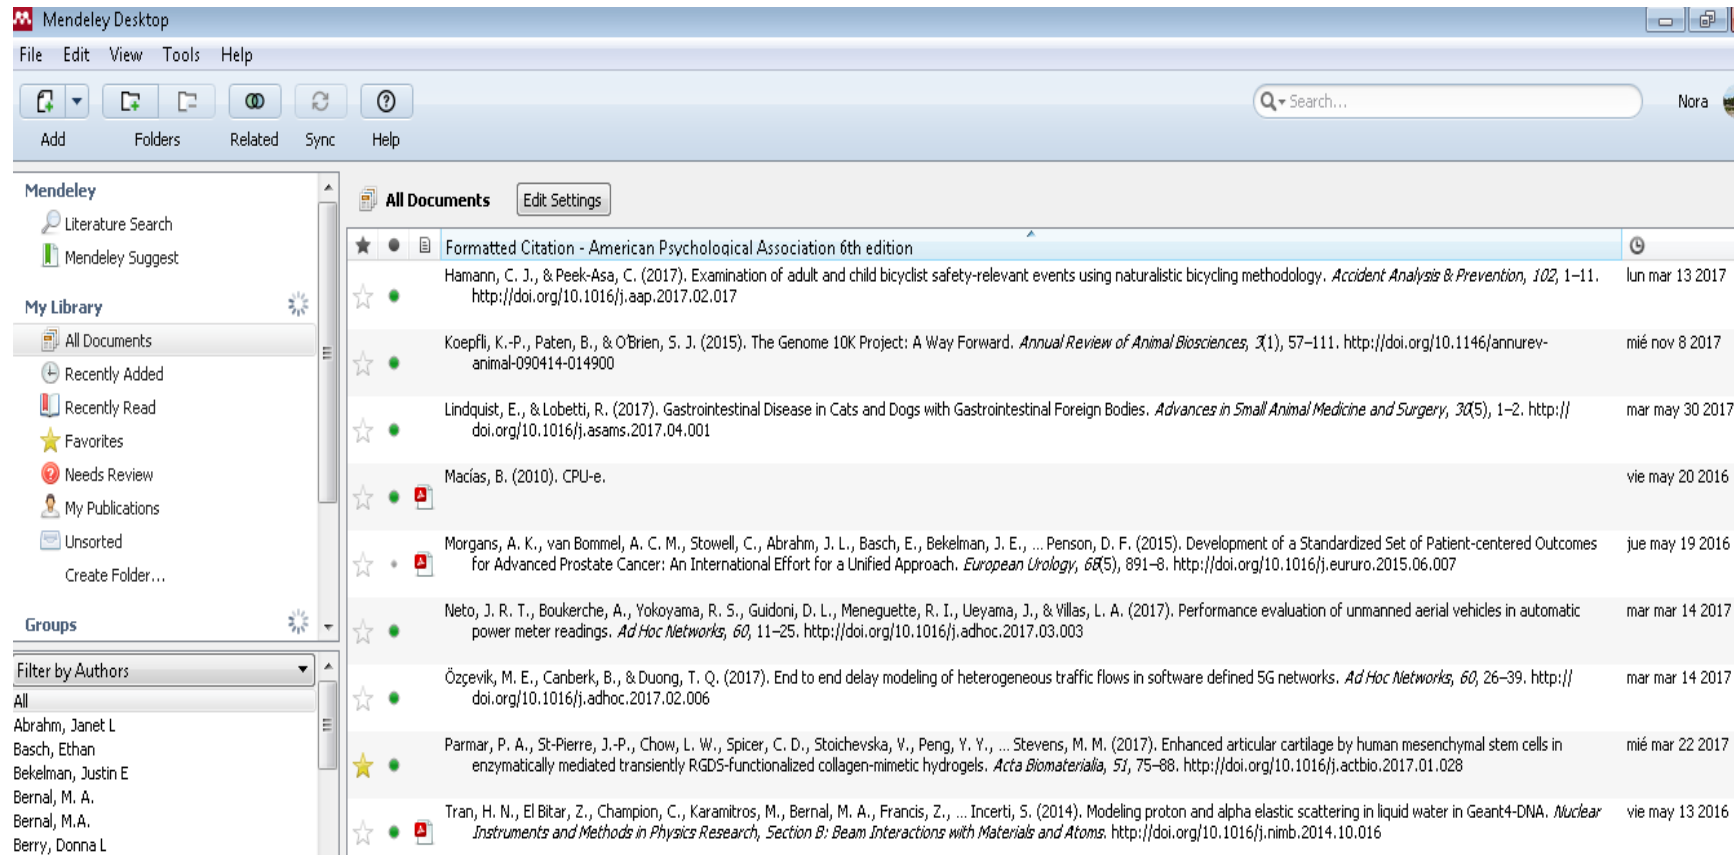 Mendeley Desktop
File Edit View Tools Help
Search...
Nora
Add Folders Related Sync Help
Mendeley
Literature Search
Mendeley Suggest
My Library
All Documents
Recently Added
Recently Read
Favorites
Needs Review
My Publications
Unsorted
Create Folder...
Groups
Filter by Authors
All
Abrahm, Janet L
Basch, Ethan
Bekelman, Justin E
Bernal, M. A.
Bernal, M.A.
Berry, Donna L
All Documents Edit Settings
Formatted Citation - American Psychological Association 6th edition
Hamann, C. J., & Peek-Asa, C. (2017). Examination of adult and child bicyclist safety-relevant events using naturalistic bicycling methodology. Accident Analysis & Prevention, 102, 1–11. lun mar 13 2017
http://doi.org/10.1016/j.aap.2017.02.017
Koepfli, K.-P., Paten, B., & O'Brien, S. J. (2015). The Genome 10K Project: A Way Forward. Annual Review of Animal Biosciences, 3(1), 57–111. http://doi.org/10.1146/annurev- mié nov 8 2017
animal-090414-014900
Lindquist, E., & Lobetti, R. (2017). Gastrointestinal Disease in Cats and Dogs with Gastrointestinal Foreign Bodies. Advances in Small Animal Medicine and Surgery, 30(5), 1–2. http:// mar may 30 2017
doi.org/10.1016/j.asams.2017.04.001
Macías, B. (2010). CPU-e. vie may 20 2016
Morgans, A. K., van Bommel, A. C. M., Stowell, C., Abrahm, J. L., Basch, E., Bekelman, J. E., ... Penson, D. F. (2015). Development of a Standardized Set of Patient-centered Outcomes jue may 19 2016
for Advanced Prostate Cancer: An International Effort for a Unified Approach. European Urology, 68(5), 891–8. http://doi.org/10.1016/j.eururo.2015.06.007
Neto, J. R. T., Boukerche, A., Yokoyama, R. S., Guidoni, D. L., Meneguette, R. I., Ueyama, J., & Villas, L. A. (2017). Performance evaluation of unmanned aerial vehicles in automatic mar mar 14 2017
power meter readings. Ad Hoc Networks, 60, 11–25. http://doi.org/10.1016/j.adhoc.2017.03.003
Özçevik, M. E., Canberk, B., & Duong, T. Q. (2017). End to end delay modeling of heterogeneous traffic flows in software defined 5G networks. Ad Hoc Networks, 60, 26–39. http:// mar mar 14 2017
doi.org/10.1016/j.adhoc.2017.02.006
Parmar, P. A., St-Pierre, J.-P., Chow, L. W., Spicer, C. D., Stoichevska, V., Peng, Y. Y., ... Stevens, M. M. (2017). Enhanced articular cartilage by human mesenchymal stem cells in mié mar 22 2017
enzymatically mediated transiently RGDS-functionalized collagen-mimetic hydrogels. Acta Biomaterialia, 51, 75–88. http://doi.org/10.1016/j.actbio.2017.01.028
Tran, H. N., El Bitar, Z., Champion, C., Karamitros, M., Bernal, M. A., Francis, Z., ... Incerti, S. (2014). Modeling proton and alpha elastic scattering in liquid water in Geant4-DNA. Nuclear vie may 13 2016
Instruments and Methods in Physics Research, Section B: Beam Interactions with Materials and Atoms. http://doi.org/10.1016/j.nimb.2014.10.016